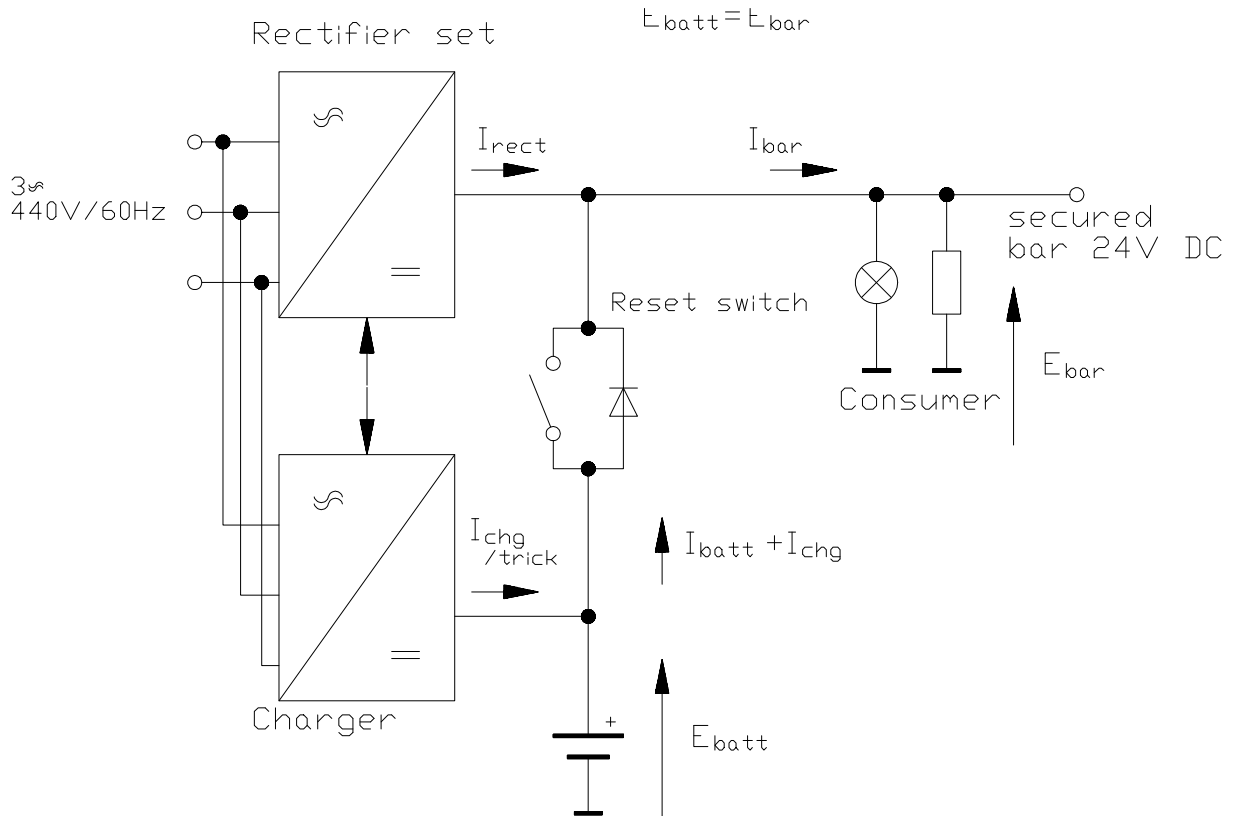 Ebatt=Ebar
Rectifier set
Irect
Ibar
3~
440V/60Hz
secured
bar 24V DC
Reset switch
Ebar
Consumer
Ichg
/trick
Ibatt+Ichg
Charger
+
Ebatt